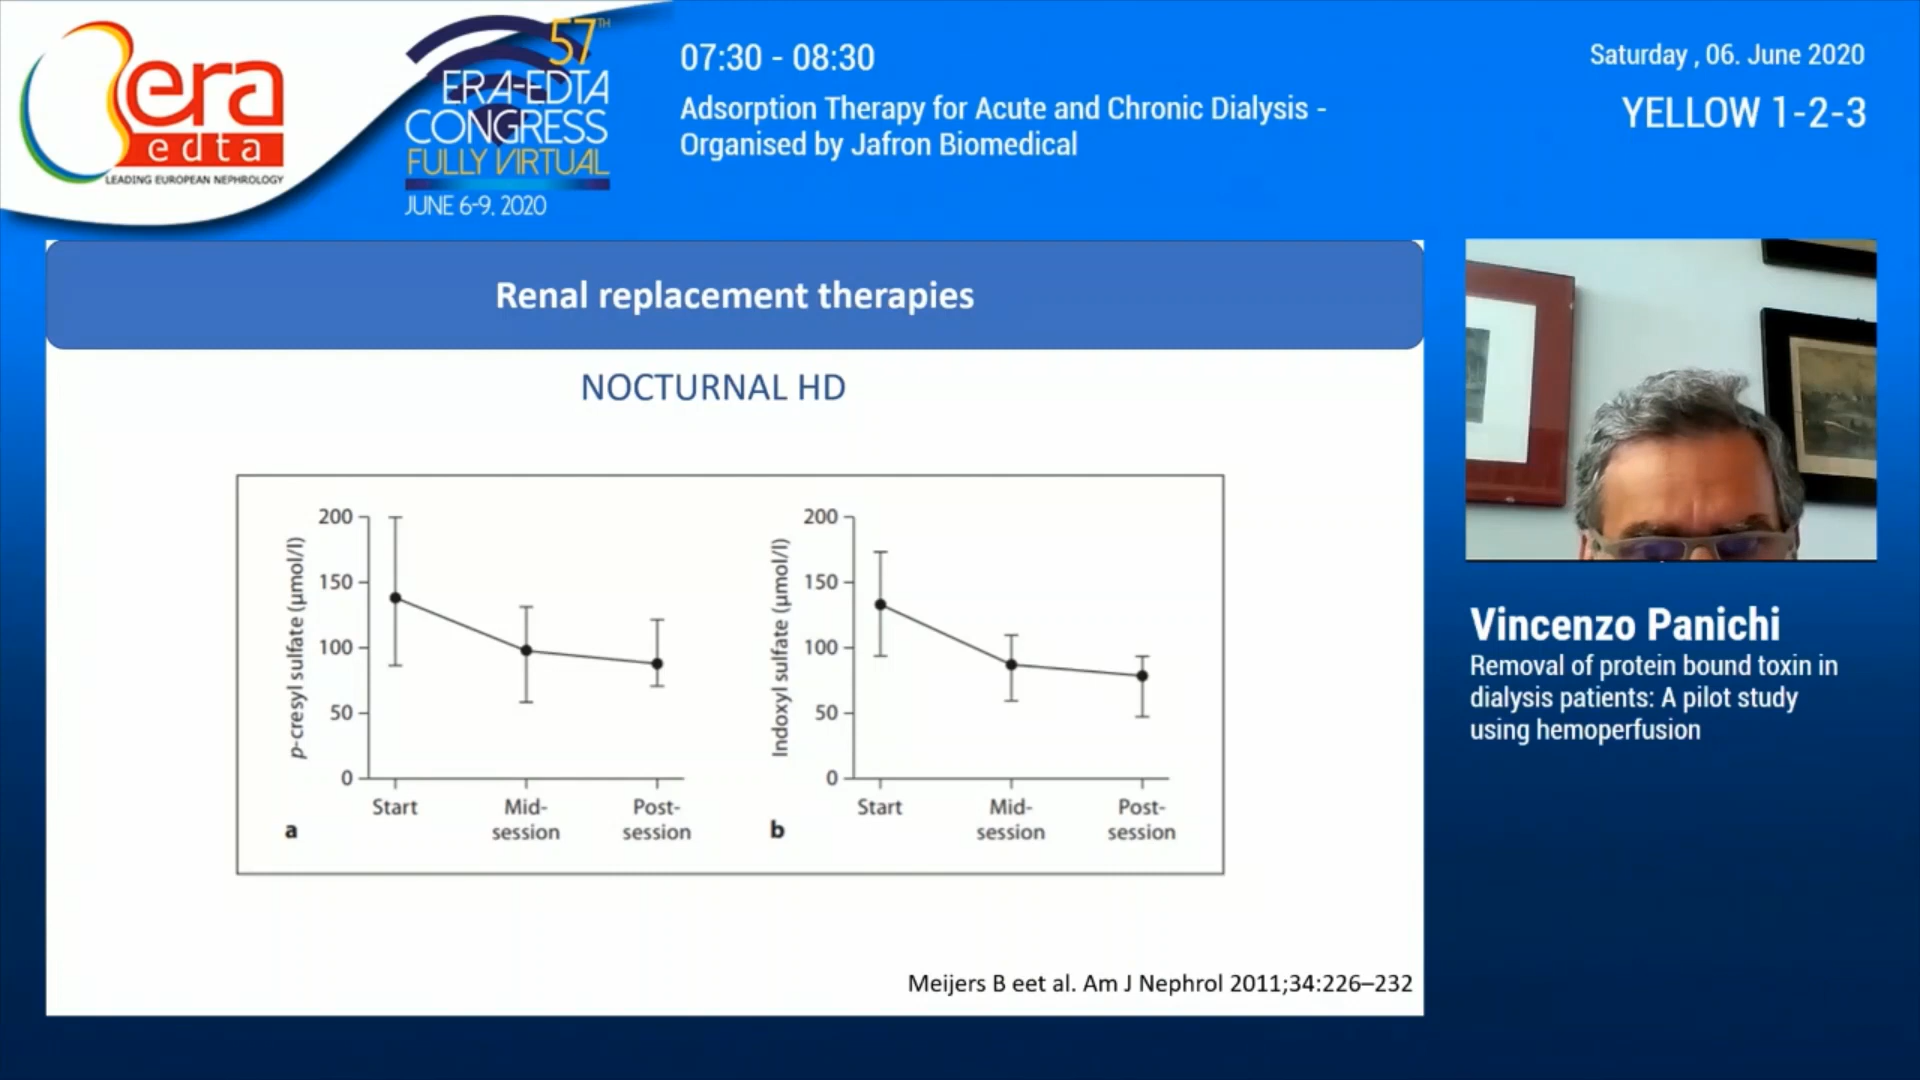 era
edta
LEADING EUROPEAN NEPHROLOGY
57TH
ERA-EDTA
CONGRESS
FULLY VIRTUAL
JUNE 6-9, 2020
07:30 - 08:30
Adsorption Therapy for Acute and Chronic Dialysis -
Organised by Jafron Biomedical
Saturday , 06. June 2020
YELLOW 1-2-3
Renal replacement therapies
NOCTURNAL HD
p-cresyl sulfate (μmol/l)
200
150
100
50
0
Start
Mid-
session
Post-
session
a
Indoxyl sulfate (μmol/l)
200
150
100
50
0
Start
Mid-
session
Post-
session
b
Meijers B eet al. Am J Nephrol 2011;34:226–232
Vincenzo Panichi
Removal of protein bound toxin in
dialysis patients: A pilot study
using hemoperfusion